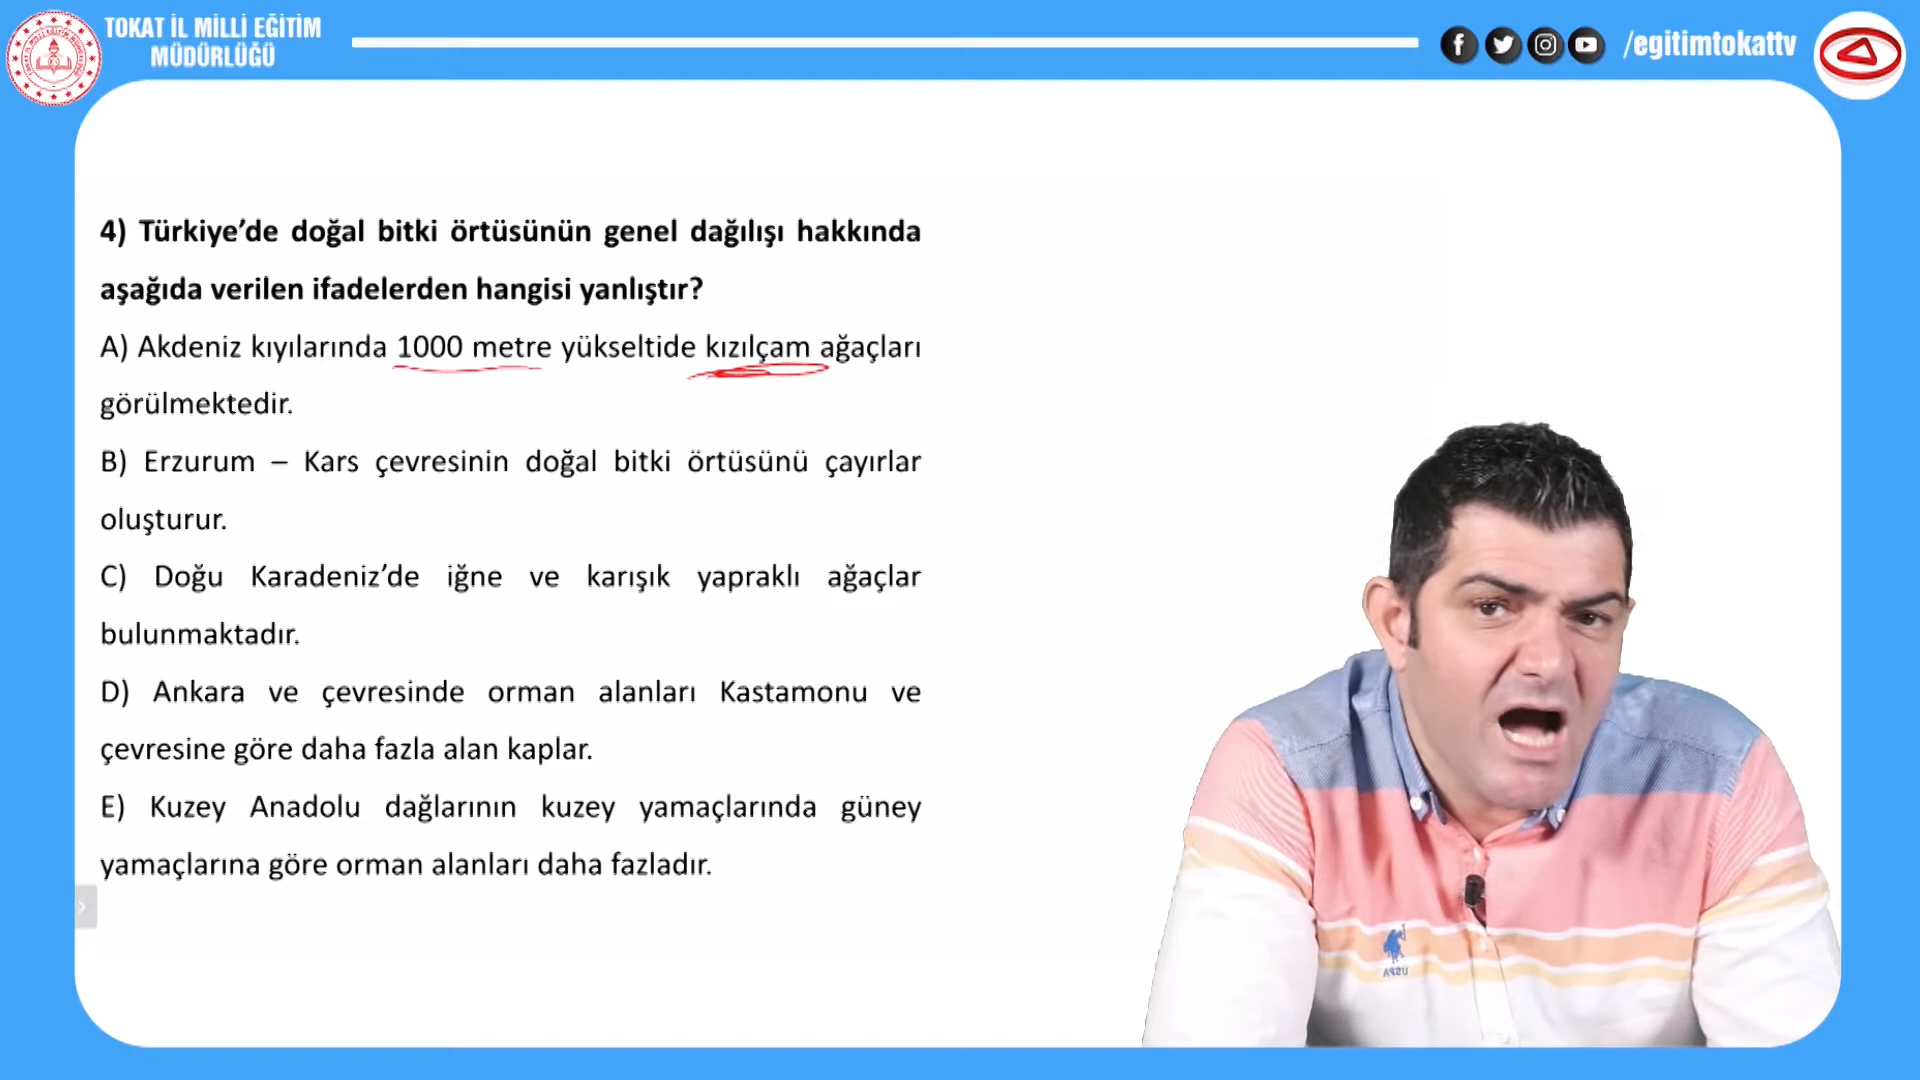 TOKAT İL MİLLİ EĞİTİM
MÜDÜRLÜĞÜ
/egitimtokattv
4) Türkiye’de doğal bitki örtüsünün genel dağılışı hakkında
aşağıda verilen ifadelerden hangisi yanlıştır?
A) Akdeniz kıyılarında 1000 metre yükseltide kızılçam ağaçları
görülmektedir.
B) Erzurum – Kars çevresinin doğal bitki örtüsünü çayırlar
oluşturur.
C) Doğu Karadeniz’de iğne ve karışık yapraklı ağaçlar
bulunmaktadır.
D) Ankara ve çevresinde orman alanları Kastamonu ve
çevresine göre daha fazla alan kaplar.
E) Kuzey Anadolu dağlarının kuzey yamaçlarında güney
yamaçlarına göre orman alanları daha fazladır.